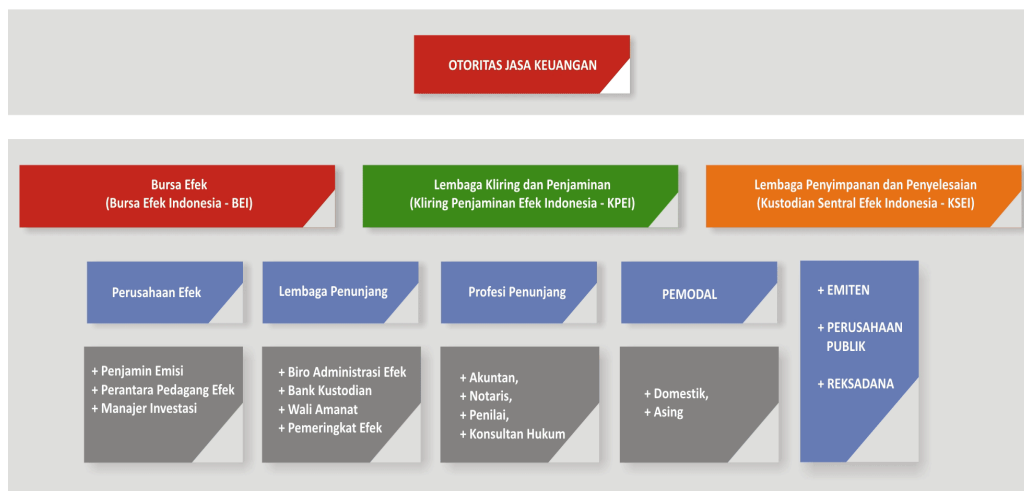 OTORITAS JASA KEUANGAN
Bursa Efek
(Bursa Efek Indonesia - BEI)
Lembaga Kliring dan Penjaminan
(Kliring Penjaminan Efek Indonesia - KPEI)
Lembaga Penyimpanan dan Penyelesaian
(Kustodian Sentral Efek Indonesia - KSEI)
Perusahaan Efek
Lembaga Penunjang
Profesi Penunjang
PEMODAL
+ EMITEN
+ PERUSAHAAN
PUBLIK
+ REKSADANA
+ Penjamin Emisi
+ Perantara Pedagang Efek
+ Manajer Investasi
+ Biro Administrasi Efek
+ Bank Kustodian
+ Wali Amanat
+ Pemeringkat Efek
+ Akuntan,
+ Notaris,
+ Penilai,
+ Konsultan Hukum
+ Domestik,
+ Asing